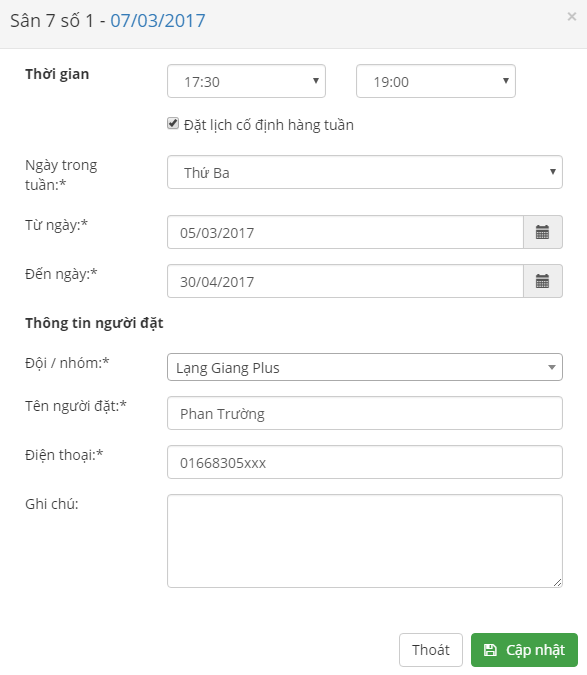 Sân 7 số 1 - 07/03/2017 ×
Thời gian 17:30 19:00
Đặt lịch cố định hàng tuần
Ngày trong
tuần:* Thứ Ba
Từ ngày:* 05/03/2017
Đến ngày:* 30/04/2017
Thông tin người đặt
Đội / nhóm:* Lạng Giang Plus
Tên người đặt:* Phan Trường
Điện thoại:* 01668305xxx
Ghi chú:
Thoát Cập nhật